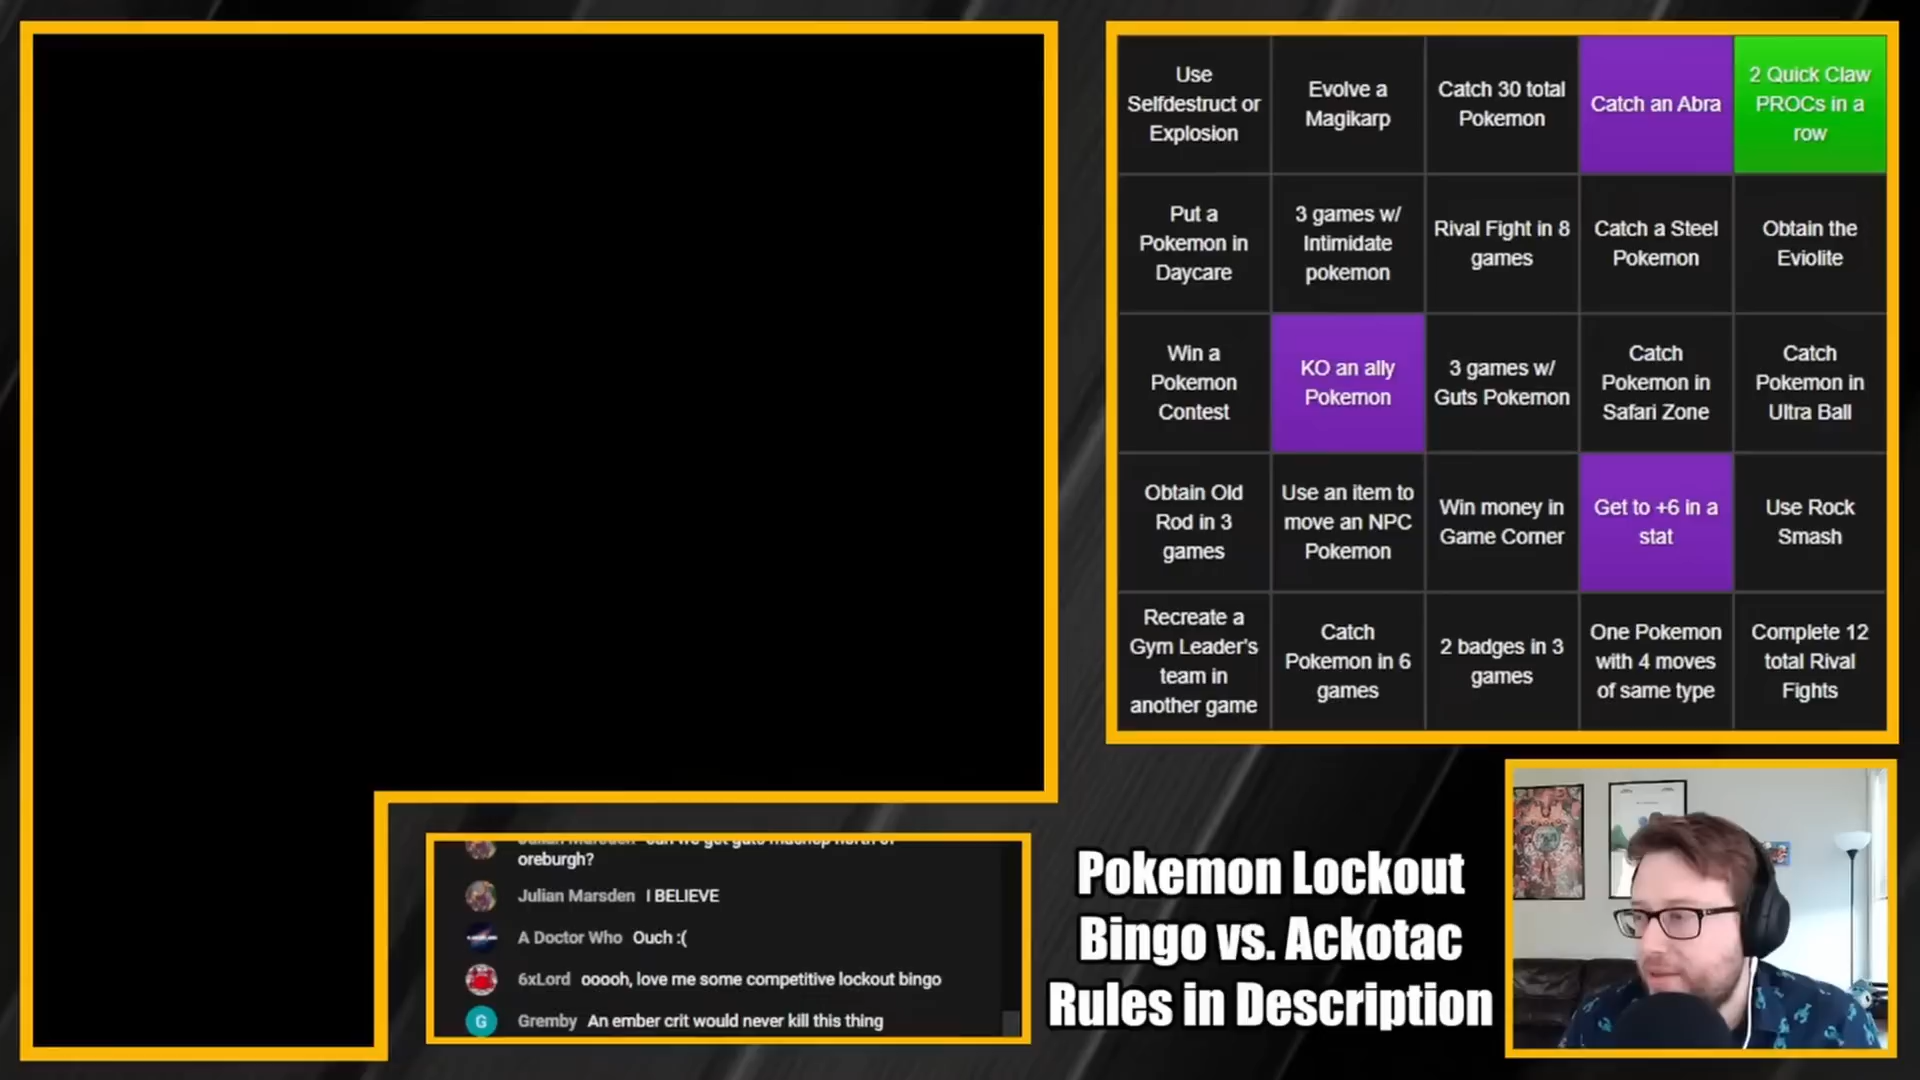 Use
Selfdestruct or
Explosion
Evolve a
Magikarp
Catch 30 total
Pokemon
Catch an Abra
2 Quick Claw
PROCs in a
row
Put a
Pokemon in
Daycare
3 games w/
Intimidate
pokemon
Rival Fight in 8
games
Catch a Steel
Pokemon
Obtain the
Eviolite
Win a
Pokemon
Contest
KO an ally
Pokemon
3 games w/
Guts Pokemon
Catch
Pokemon in
Safari Zone
Catch
Pokemon in
Ultra Ball
Obtain Old
Rod in 3
games
Use an item to
move an NPC
Pokemon
Win money in
Game Corner
Get to +6 in a
stat
Use Rock
Smash
Recreate a
Gym Leader's
team in
another game
Catch
Pokemon in 6
games
2 badges in 3
games
One Pokemon
with 4 moves
of same type
Complete 12
total Rival
Fights
oreburgh?
Julian Marsden I BELIEVE
A Doctor Who Ouch :(
6xLord ooooh, love me some competitive lockout bingo
G Gremby An ember crit would never kill this thing
Pokemon Lockout
Bingo vs. Ackotac
Rules in Description